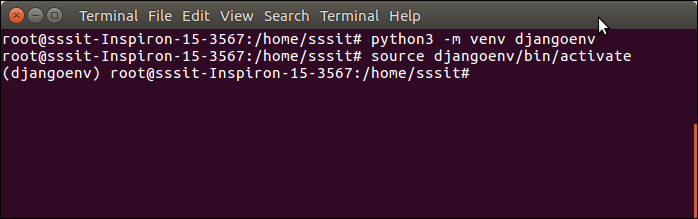 Terminal File Edit View Search Terminal Help
root@sssit-Inspiron-15-3567:/home/sssit# python3 -m venv djangoenv
root@sssit-Inspiron-15-3567:/home/sssit# source djangoenv/bin/activate
(djangoenv) root@sssit-Inspiron-15-3567:/home/sssit#